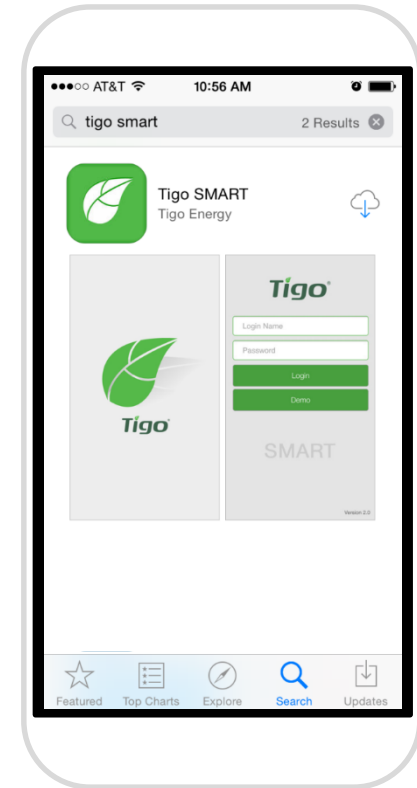 AT&T 10:56 AM
tigo smart 2 Results
Tigo SMART
Tigo Energy
Tigo
Tigo
Login Name
Password
Login
Demo
SMART
Version 2.0
Featured Top Charts Explore Search Updates